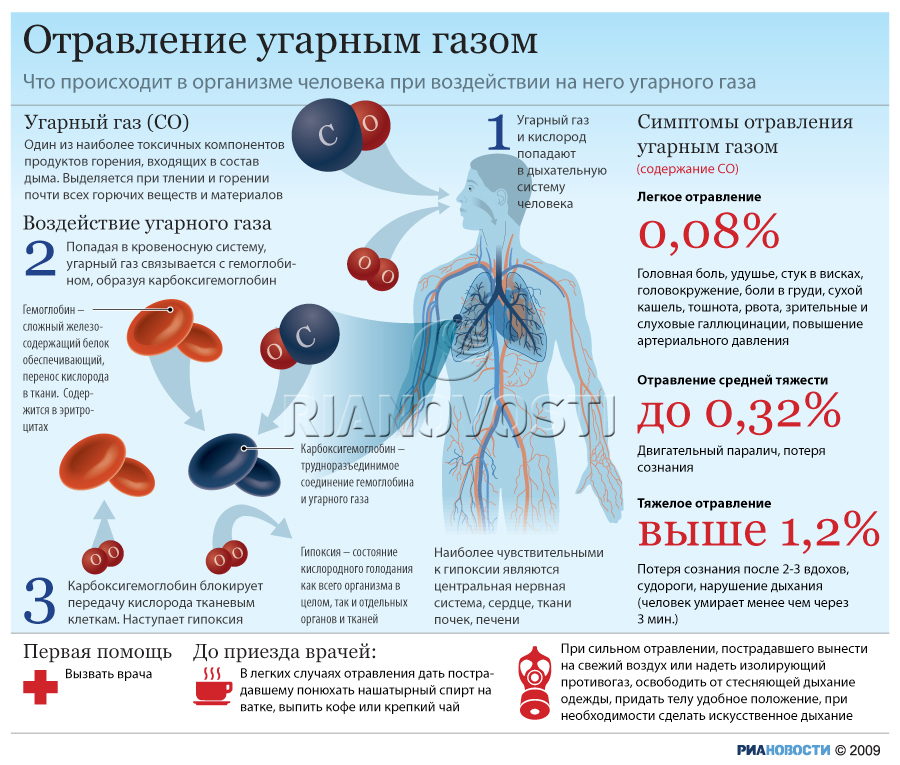 Отравление угарным газом
Что происходит в организме человека при воздействии на него угарного газа
Угарный газ (СО)
Один из наиболее токсичных компонентов
продуктов горения, входящих в состав
дыма. Выделяется при тлении и горении
почти всех горючих веществ и материалов
C O
1
Угарный газ
и кислород
попадают
в дыхательную
систему
человека
O O
Воздействие угарного газа
2
Попадая в кровеносную систему,
угарный газ связывается с гемоглоби-
ном, образуя карбоксигемоглобин
Гемоглобин –
сложный железо-
содержащий белок
обеспечивающий,
перенос кислорода
в ткани. Содер-
жится в эритро-
цитах
O C
RIANOVOSTI
Карбоксигемоглобин –
трудноразъединимое
соединение гемоглобина
и угарного газа
O O
O O
3
Карбоксигемоглобин блокирует
передачу кислорода тканевым
клеткам. Наступает гипоксия
Гипоксия – состояние
кислородного голодания
как всего организма в
целом, так и отдельных
органов и тканей
Наиболее чувствительными
к гипоксии являются
центральная нервная
система, сердце, ткани
почек, печени
Симптомы отравления
угарным газом
(содержание СО)
Легкое отравление
0,08%
Головная боль, удушье, стук в висках,
головокружение, боли в груди, сухой
кашель, тошнота, рвота, зрительные и
слуховые галлюцинации, повышение
артериального давления
Отравление средней тяжести
до 0,32%
Двигательный паралич, потеря
сознания
Тяжелое отравление
выше 1,2%
Потеря сознания после 2-3 вдохов,
судороги, нарушение дыхания
(человек умирает менее чем через
3 мин.)
Первая помощь
Вызвать врача
До приезда врачей:
В легких случаях отравления дать постра-
давшему понюхать нашатырный спирт на
ватке, выпить кофе или крепкий чай
При сильном отравлении, пострадавшего вынести
на свежий воздух или надеть изолирующий
противогаз, освободить от стесняющей дыхание
одежды, придать телу удобное положение, при
необходимости сделать искусственное дыхание
РИАНОВОСТИ © 2009